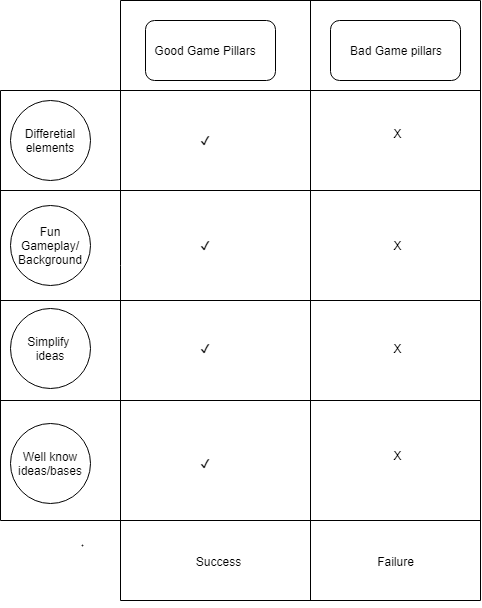 Good Game Pillars
Bad Game pillars
Differetial
elements
✓
X
Fun
Gameplay/
Background
✓
X
Simplify
ideas
✓
X
Well know
ideas/bases
✓
X
.
Success
Failure